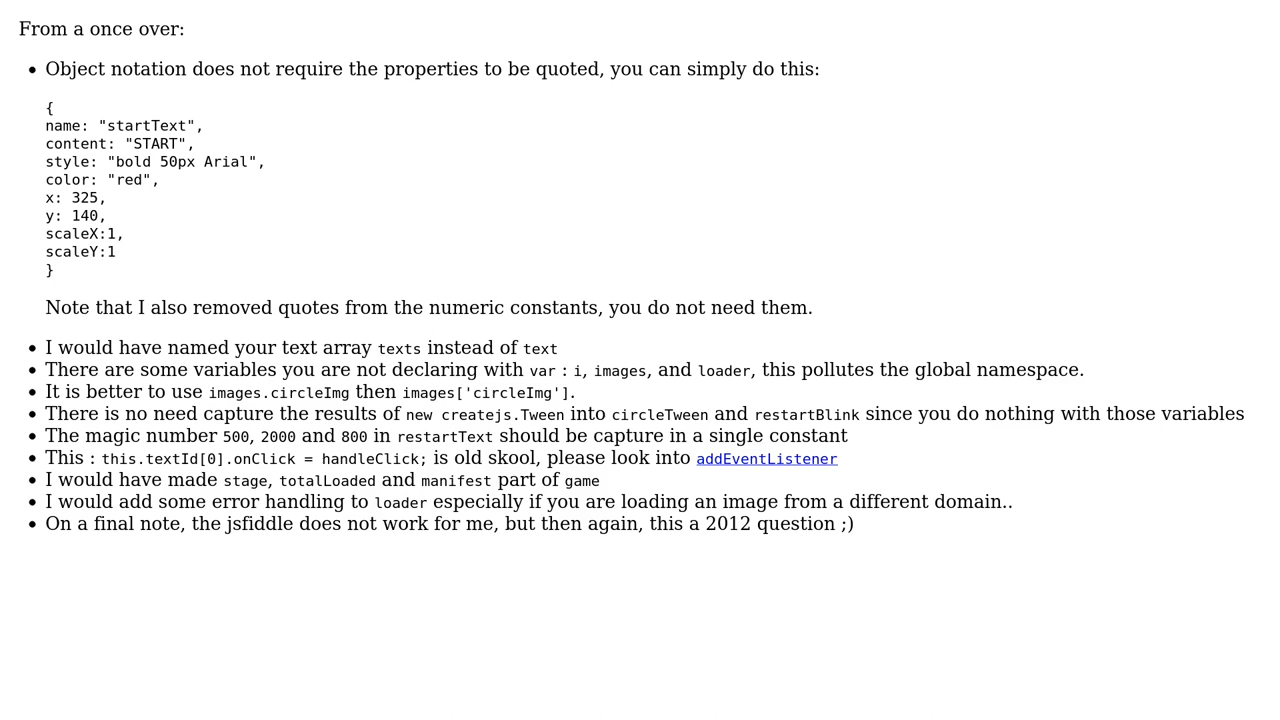 From a once over:
Object notation does not require the properties to be quoted, you can simply do this:
{
name: "startText",
content: "START",
style: "bold 50px Arial",
color: "red",
x: 325,
y: 140,
scaleX:1,
scaleY:1
}
Note that I also removed quotes from the numeric constants, you do not need them.
I would have named your text array texts instead of text
There are some variables you are not declaring with var : i, images, and loader, this pollutes the global namespace.
It is better to use images.circleImg then images['circleImg'].
There is no need capture the results of new createjs.Tween into circleTween and restartBlink since you do nothing with those variables
The magic number 500, 2000 and 800 in restartText should be capture in a single constant
This : this.textId[0].onClick = handleClick; is old skool, please look into addEventListener
I would have made stage, totalLoaded and manifest part of game
I would add some error handling to loader especially if you are loading an image from a different domain..
On a final note, the jsfiddle does not work for me, but then again, this a 2012 question ;)